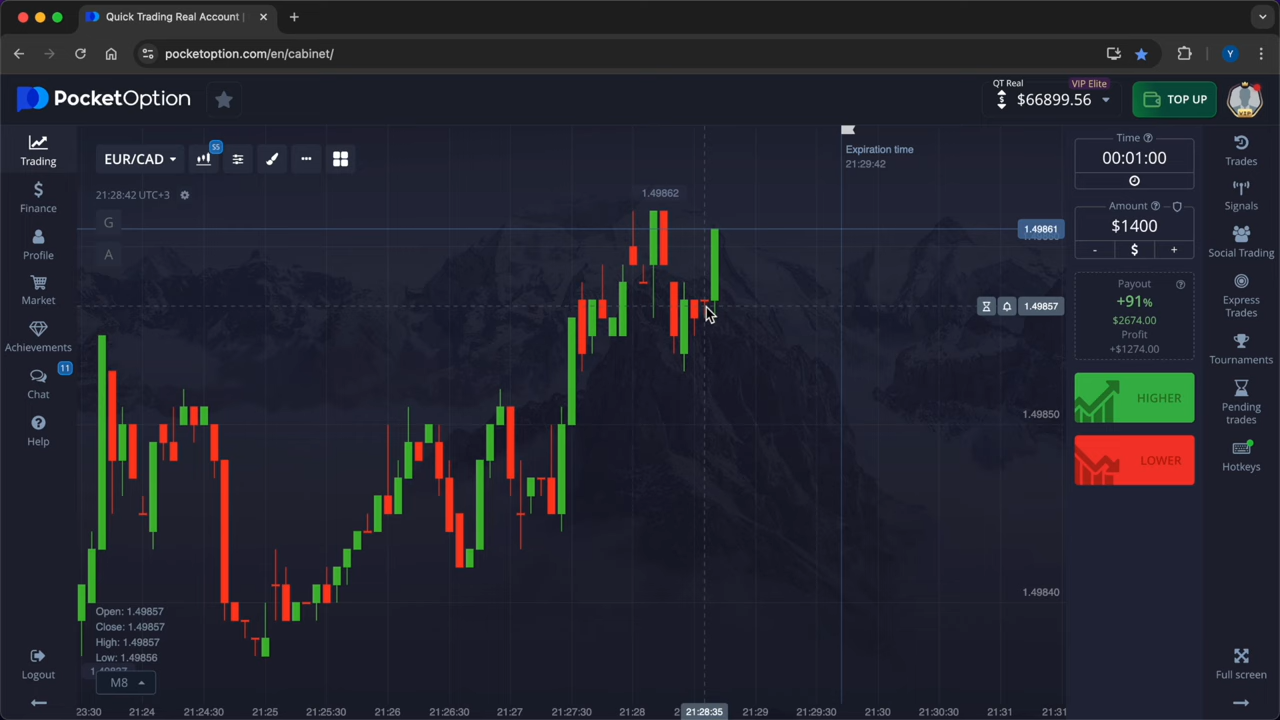 Quick Trading Real Account |
pocketoption.com/en/cabinet/
Y
PocketOption
QT Real
VIP Elite
$66899.56
TOP UP
VIP
Trading
Finance
Profile
Market
Achievements
11
Chat
Help
Logout
EUR/CAD
55
21:28:42 UTC+3
G
A
Expiration time
21:29:42
1.49862
1.49861
1.49857
1.49850
1.49840
Open: 1.49857
Close: 1.49857
High: 1.49857
Low: 1.49856
M8
23:30
21:24
21:24:30
21:25
21:25:30
21:26
21:26:30
21:27
21:27:30
21:28
21:28:35
21:29
21:29:30
21:30
21:30:30
21:31
21:31
Time
00:01:00
Amount
$1400
- $ +
Payout
+91%
$2674.00
Profit
+$1274.00
HIGHER
LOWER
Trades
Signals
Social Trading
Express
Trades
Tournaments
Pending
trades
Hotkeys
Full screen